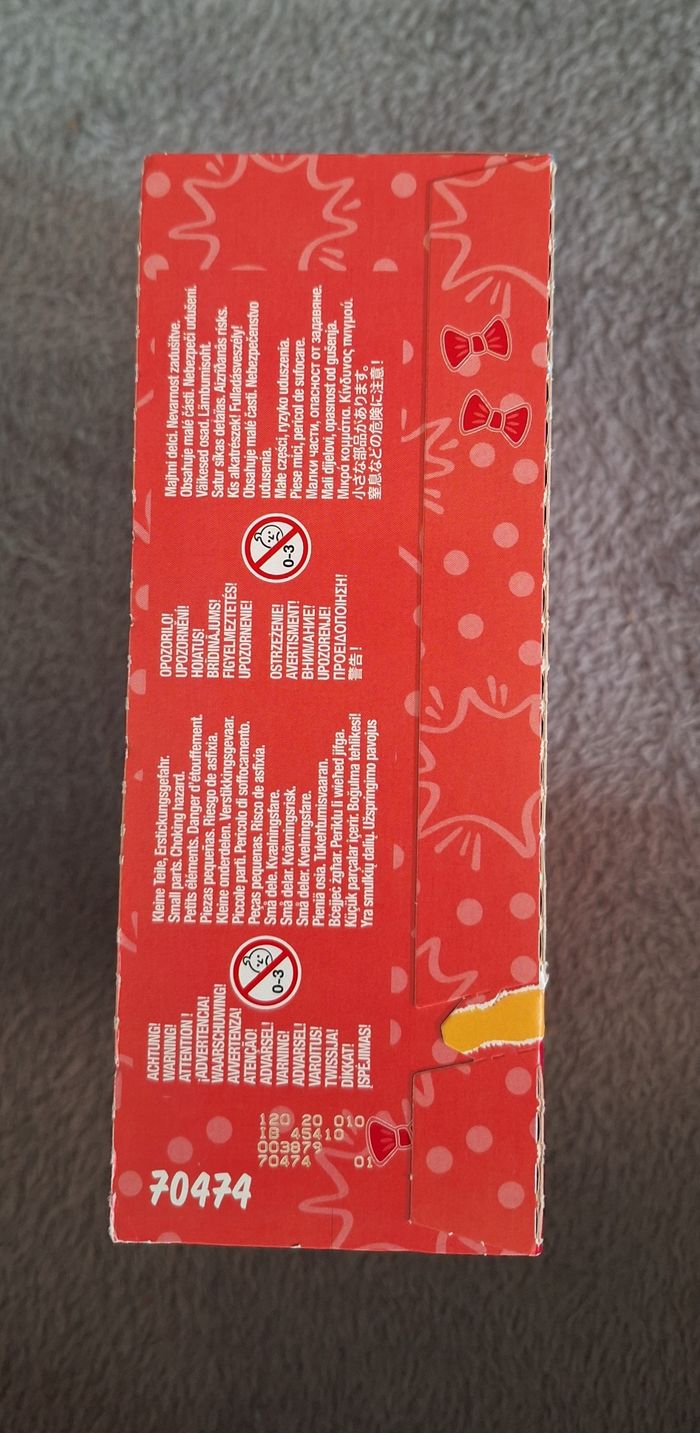 ACHTUNG!
WARNING!
ATTENTION !
¡ADVERTENCIA!
WAARSCHUWING!
AVVERTENZA!
ATENÇÃO!
ADVARSEL!
VARNING!
ADVARSEL!
VAROITUS!
TWISSIJA!
DİKKAT!
ĮSPĖJIMAS!
0-3
Kleine Teile, Erstickungsgefahr.
Small parts. Choking hazard.
Petits éléments. Danger d'étouffement.
Piezas pequeñas. Riesgo de asfixia.
Kleine onderdelen. Verstikkingsgevaar.
Piccole parti. Pericolo di soffocamento.
Peças pequenas. Risco de asfixia.
Små dele. Kvælningsfare.
Små delar. Kvävningsrisk.
Små deler. Kvelningsfare.
Pieniä osia. Tukehtumisvaaran.
Bċejjeċ żgħar. Periklu li wieħed jifga.
Küçük parçalar içerir. Boğulma tehlikesi!
Yra smulkių dalių. Užspringimo pavojus
OPOZORILO!
UPOZORNĚNÍ!
HOIATUS!
BRĪDINĀJUMS!
FIGYELMEZTETÉS!
UPOZORNENIE!
OSTRZEŻENIE!
AVERTISMENT!
ВНИМАНИЕ!
UPOZORENJE!
ΠΡΟΕΙΔΟΠΟΙΗΣΗ!
警告！
0-3
Majhni delci. Nevarnost zadušitve.
Obsahuje malé části. Nebezpečí udušení.
Väikesed osad. Lämbumisoht.
Satur sīkas detaļas. Aizrīšanās risks.
Kis alkatrészek! Fulladásveszély!
Obsahuje malé časti. Nebezpečenstvo
udusenia.
Małe części, ryzyko uduszenia.
Piese mici, pericol de sufocare.
Малки части, опасност от задавяне.
Mali dijelovi, opasnost od gušenja.
Μικρά κομμάτια. Κίνδυνος πνιγμού.
小さな部品があります。
窒息などの危険に注意！
120 20 010
45410
003879
70474 01
70474